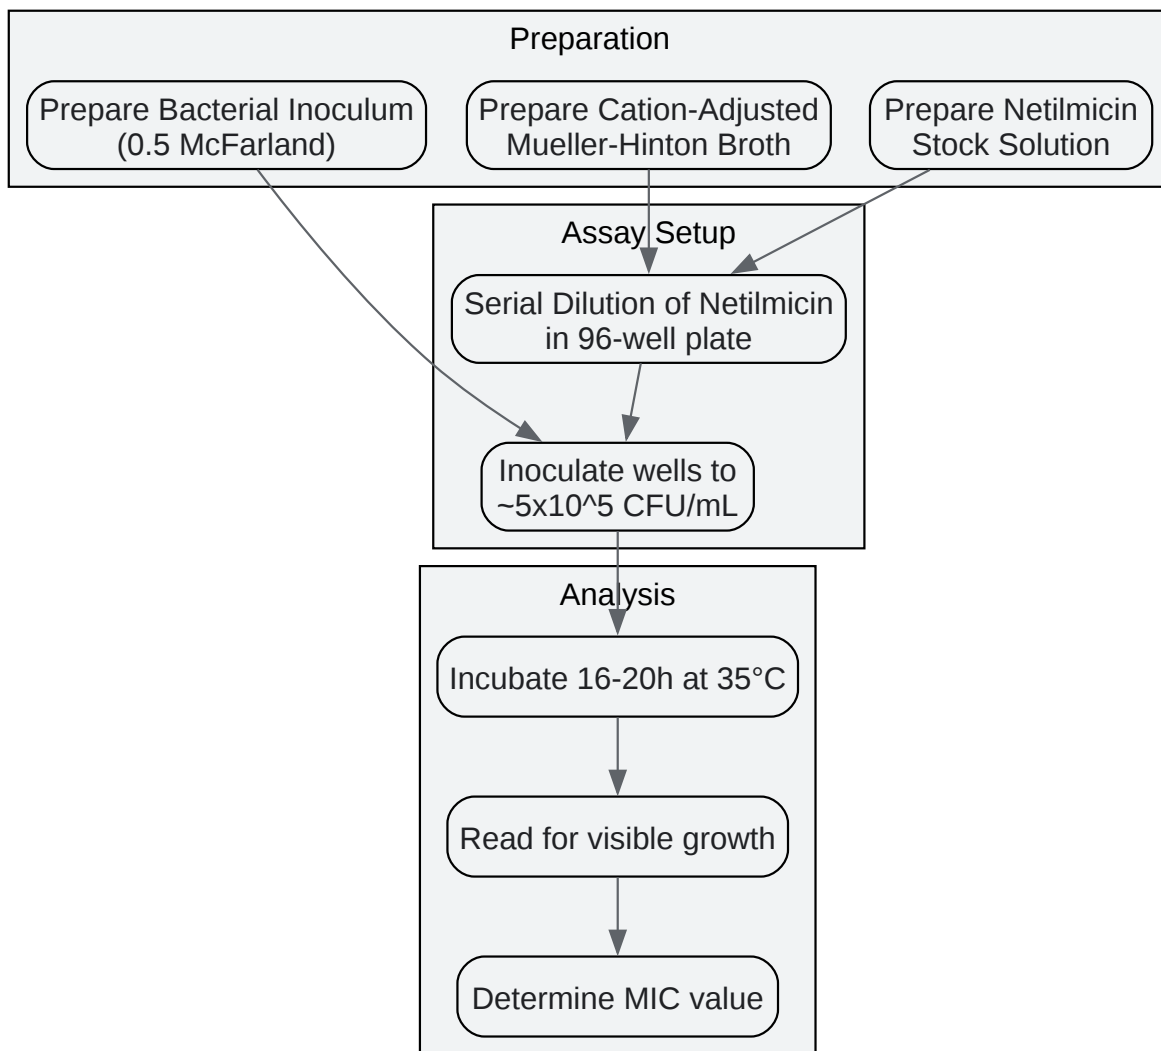 Preparation
Prepare Bacterial Inoculum
(0.5 McFarland)
Prepare Cation-Adjusted
Mueller-Hinton Broth
Prepare Netilmicin
Stock Solution
Assay Setup
Serial Dilution of Netilmicin
in 96-well plate
Inoculate wells to
~5x10^5 CFU/mL
Analysis
Incubate 16-20h at 35°C
Read for visible growth
Determine MIC value